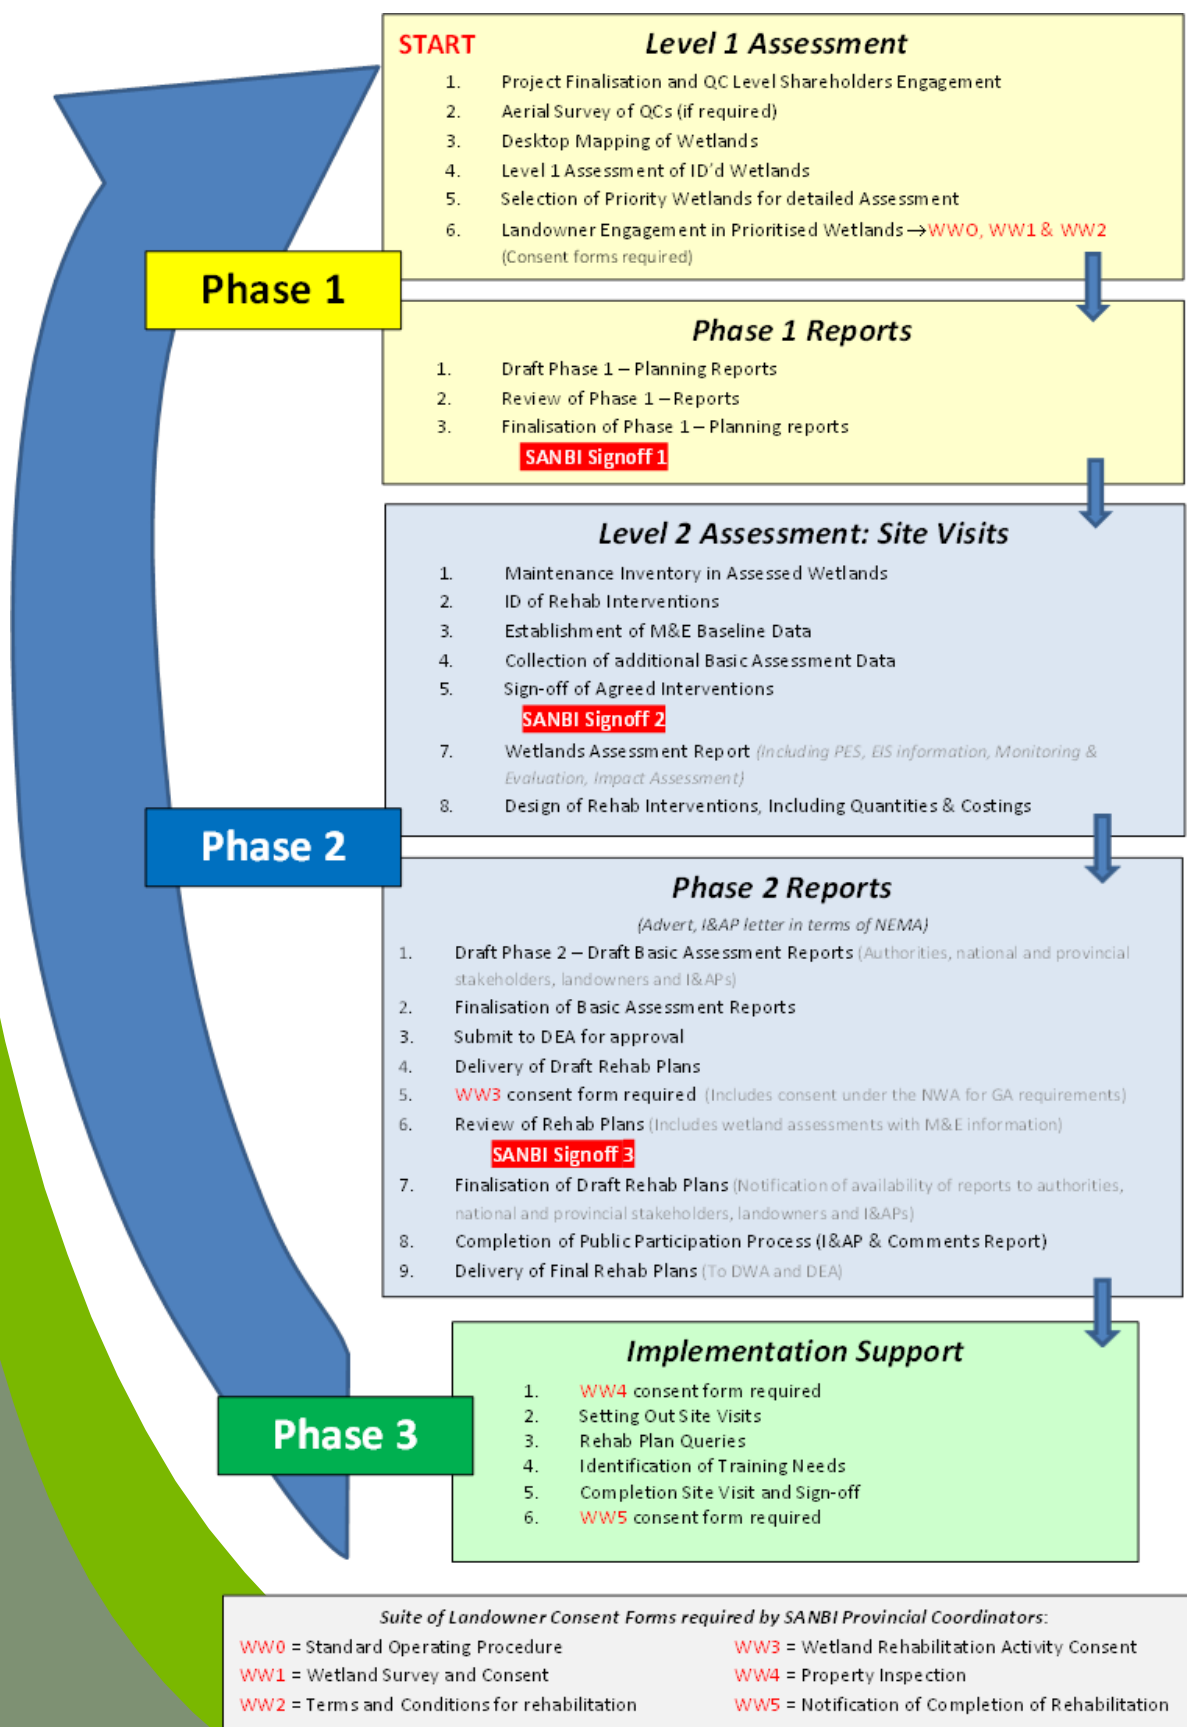 START
Level 1 Assessment
1. Project Finalisation and QC Level Shareholders Engagement
2. Aerial Survey of QCs (if required)
3. Desktop Mapping of Wetlands
4. Level 1 Assessment of ID'd Wetlands
5. Selection of Priority Wetlands for detailed Assessment
6. Landowner Engagement in Prioritised Wetlands → WW0, WW1 & WW2
(Consent forms required)
Phase 1
Phase 1 Reports
1. Draft Phase 1 – Planning Reports
2. Review of Phase 1 – Reports
3. Finalisation of Phase 1 – Planning reports
SANBI Signoff 1
Level 2 Assessment: Site Visits
1. Maintenance Inventory in Assessed Wetlands
2. ID of Rehab Interventions
3. Establishment of M&E Baseline Data
4. Collection of additional Basic Assessment Data
5. Sign-off of Agreed Interventions
SANBI Signoff 2
7. Wetlands Assessment Report (Including PES, EIS information, Monitoring &
Evaluation, Impact Assessment)
8. Design of Rehab Interventions, Including Quantities & Costings
Phase 2
Phase 2 Reports
(Advert, I&AP letter in terms of NEMA)
1. Draft Phase 2 – Draft Basic Assessment Reports (Authorities, national and provincial
stakeholders, landowners and I&APs)
2. Finalisation of Basic Assessment Reports
3. Submit to DEA for approval
4. Delivery of Draft Rehab Plans
5. WW3 consent form required (Includes consent under the NWA for GA requirements)
6. Review of Rehab Plans (Includes wetland assessments with M&E information)
SANBI Signoff 3
7. Finalisation of Draft Rehab Plans (Notification of availability of reports to authorities,
national and provincial stakeholders, landowners and I&APs)
8. Completion of Public Participation Process (I&AP & Comments Report)
9. Delivery of Final Rehab Plans (To DWA and DEA)
Phase 3
Implementation Support
1. WW4 consent form required
2. Setting Out Site Visits
3. Rehab Plan Queries
4. Identification of Training Needs
5. Completion Site Visit and Sign-off
6. WW5 consent form required
Suite of Landowner Consent Forms required by SANBI Provincial Coordinators:
WW0 = Standard Operating Procedure
WW1 = Wetland Survey and Consent
WW2 = Terms and Conditions for rehabilitation
WW3 = Wetland Rehabilitation Activity Consent
WW4 = Property Inspection
WW5 = Notification of Completion of Rehabilitation